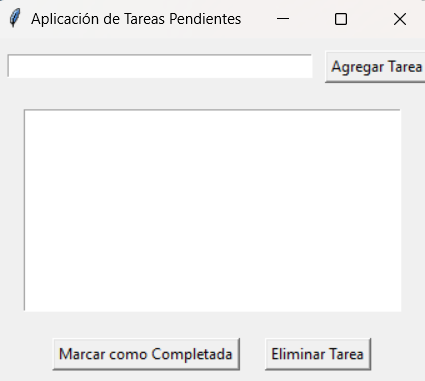 Aplicación de Tareas Pendientes
Agregar Tarea
Marcar como Completada
Eliminar Tarea